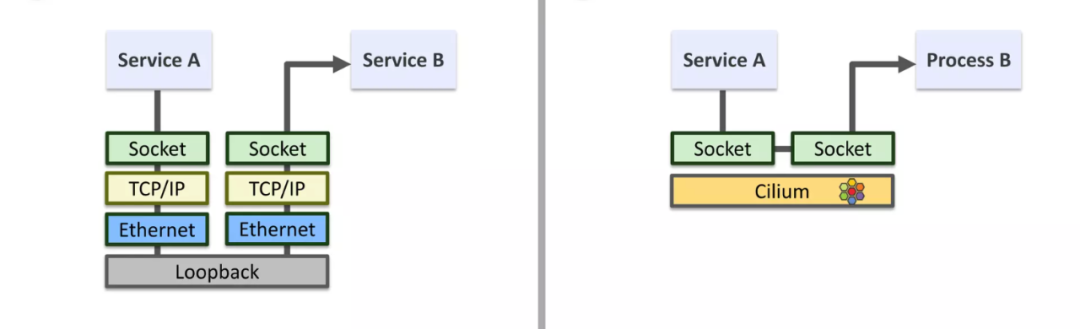 Service A
Service B
Socket
Socket
TCP/IP
TCP/IP
Ethernet
Ethernet
Loopback
Service A
Process B
Socket
Socket
Cilium